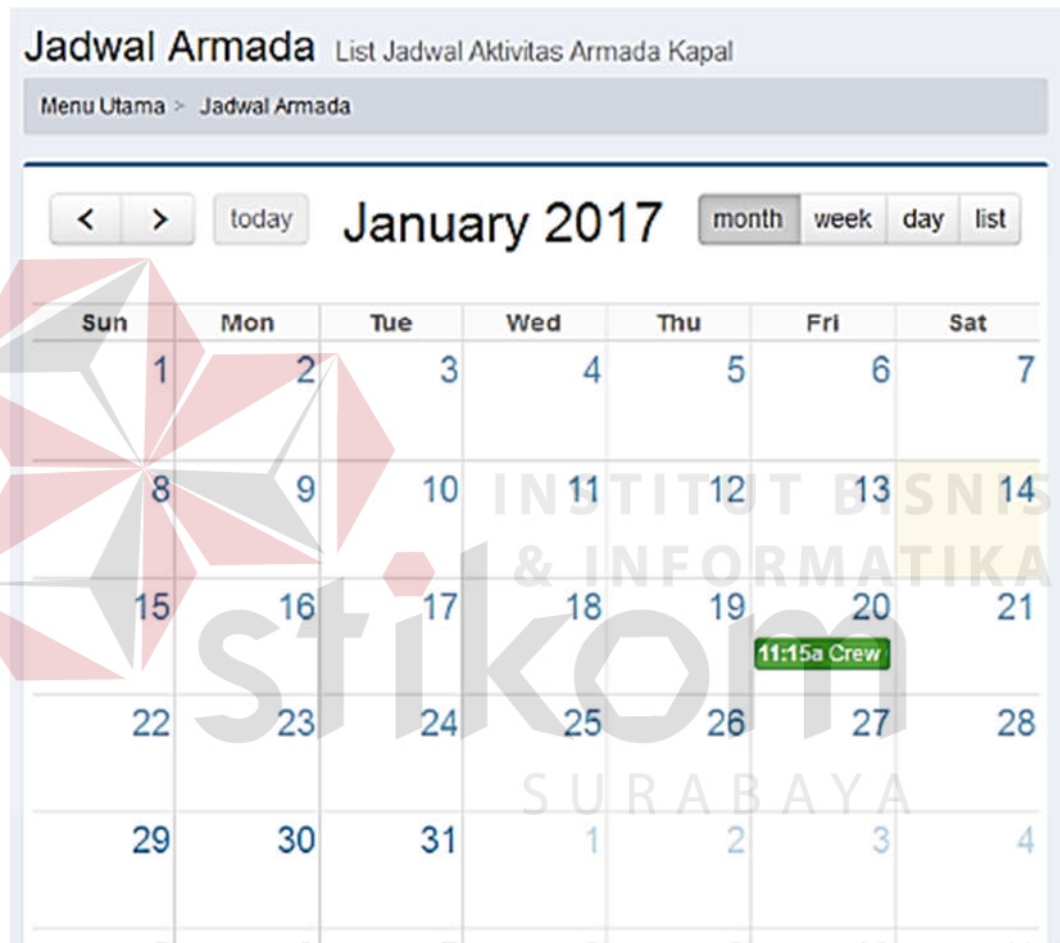 Jadwal Armada List Jadwal Aktivitas Armada Kapal
Menu Utama > Jadwal Armada
< > today January 2017 month week day list
Sun Mon Tue Wed Thu Fri Sat
1 2 3 4 5 6 7
8 9 10 11 12 13 14
INSTITUT BISNIS
& INFORMATIKA
15 16 17 18 19 20 21
stikom
11:15a Crew
22 23 24 25 26 27 28
SURABAYA
29 30 31 1 2 3 4